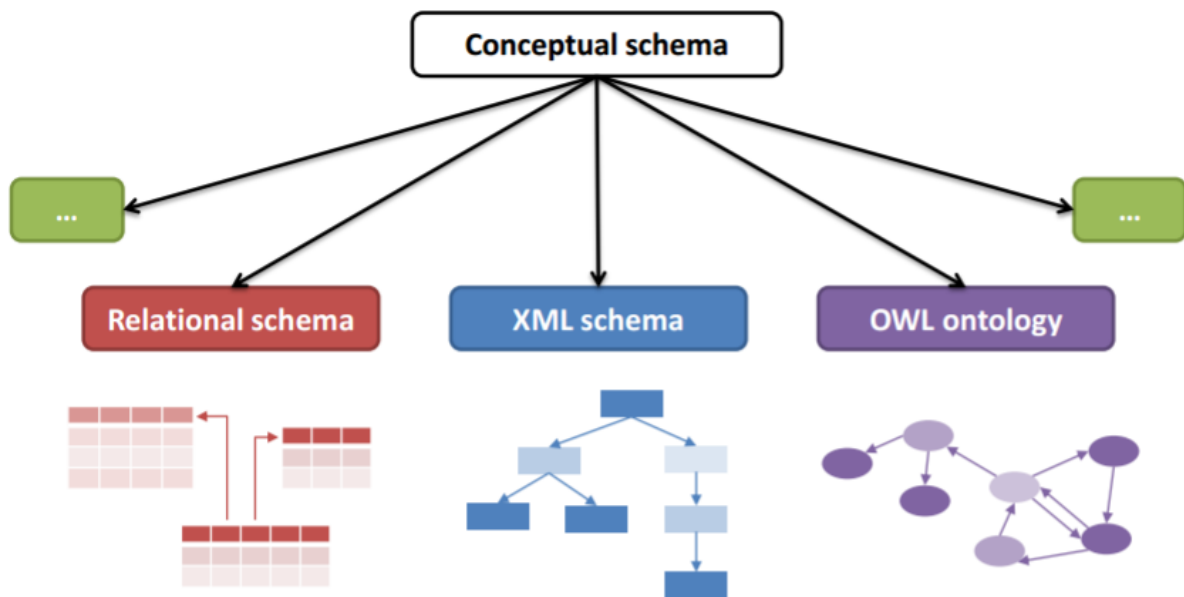 Conceptual schema
...
...
Relational schema
XML schema
OWL ontology